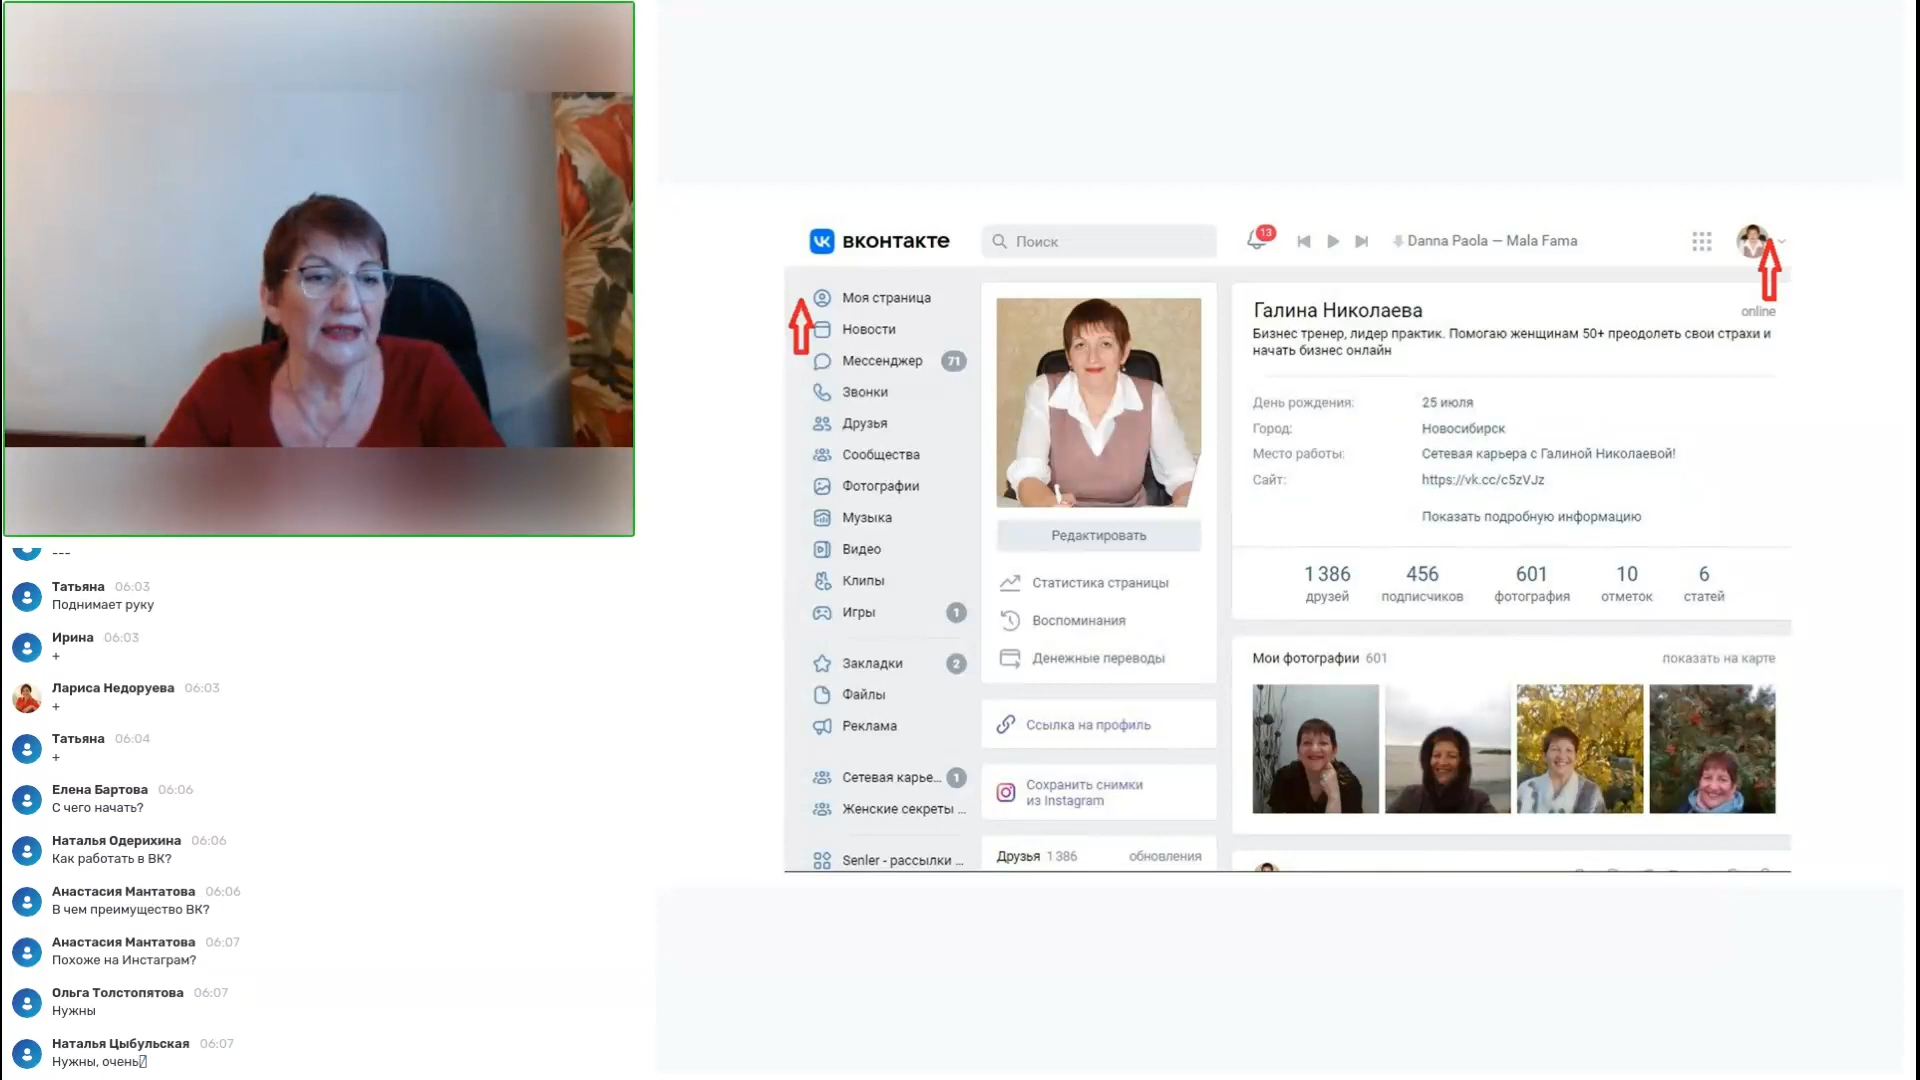 ---
Татьяна 06:03
Поднимает руку
Ирина 06:03
+
Лариса Недоруева 06:03
+
Татьяна 06:04
+
Елена Бартова 06:06
С чего начать?
Наталья Одерихина 06:06
Как работать в ВК?
Анастасия Мантатова 06:06
В чем преимущество ВК?
Анастасия Мантатова 06:07
Похоже на Инстаграм?
Ольга Толстопятова 06:07
Нужны
Наталья Цыбульская 06:07
Нужны, очень
вконтакте
Поиск
13
Danna Paola – Mala Fama
Моя страница
Новости
Мессенджер 71
Звонки
Друзья
Сообщества
Фотографии
Музыка
Видео
Клипы
Игры 1
Закладки 2
Файлы
Реклама
Сетевая карье... 1
Женские секреты ...
Senler - рассылки ...
Редактировать
Статистика страницы
Воспоминания
Денежные переводы
Ссылка на профиль
Сохранить снимки
из Instagram
Друзья 1 386 обновления
Галина Николаева online
Бизнес тренер, лидер практик. Помогаю женщинам 50+ преодолеть свои страхи и
начать бизнес онлайн
День рождения: 25 июля
Город: Новосибирск
Место работы: Сетевая карьера с Галиной Николаевой!
Сайт: https://vk.cc/c5zVJz
Показать подробную информацию
1 386 456 601 10 6
друзей подписчиков фотография отметок статей
Мои фотографии 601 показать на карте